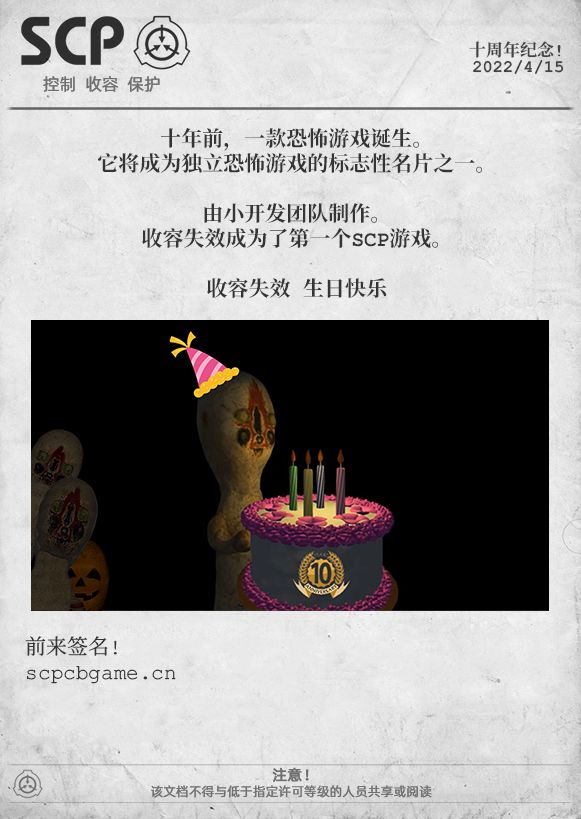 SCP
控制 收容 保护
十周年纪念!
2022/4/15
十年前，一款恐怖游戏诞生。
它将成为独立恐怖游戏的标志性名片之一。
由小开发团队制作。
收容失效成为了第一个SCP游戏。
收容失效 生日快乐
10
ANNIVERSARY
前来签名!
scpcbgame.cn
注意!
该文档不得与低于指定许可等级的人员共享或阅读